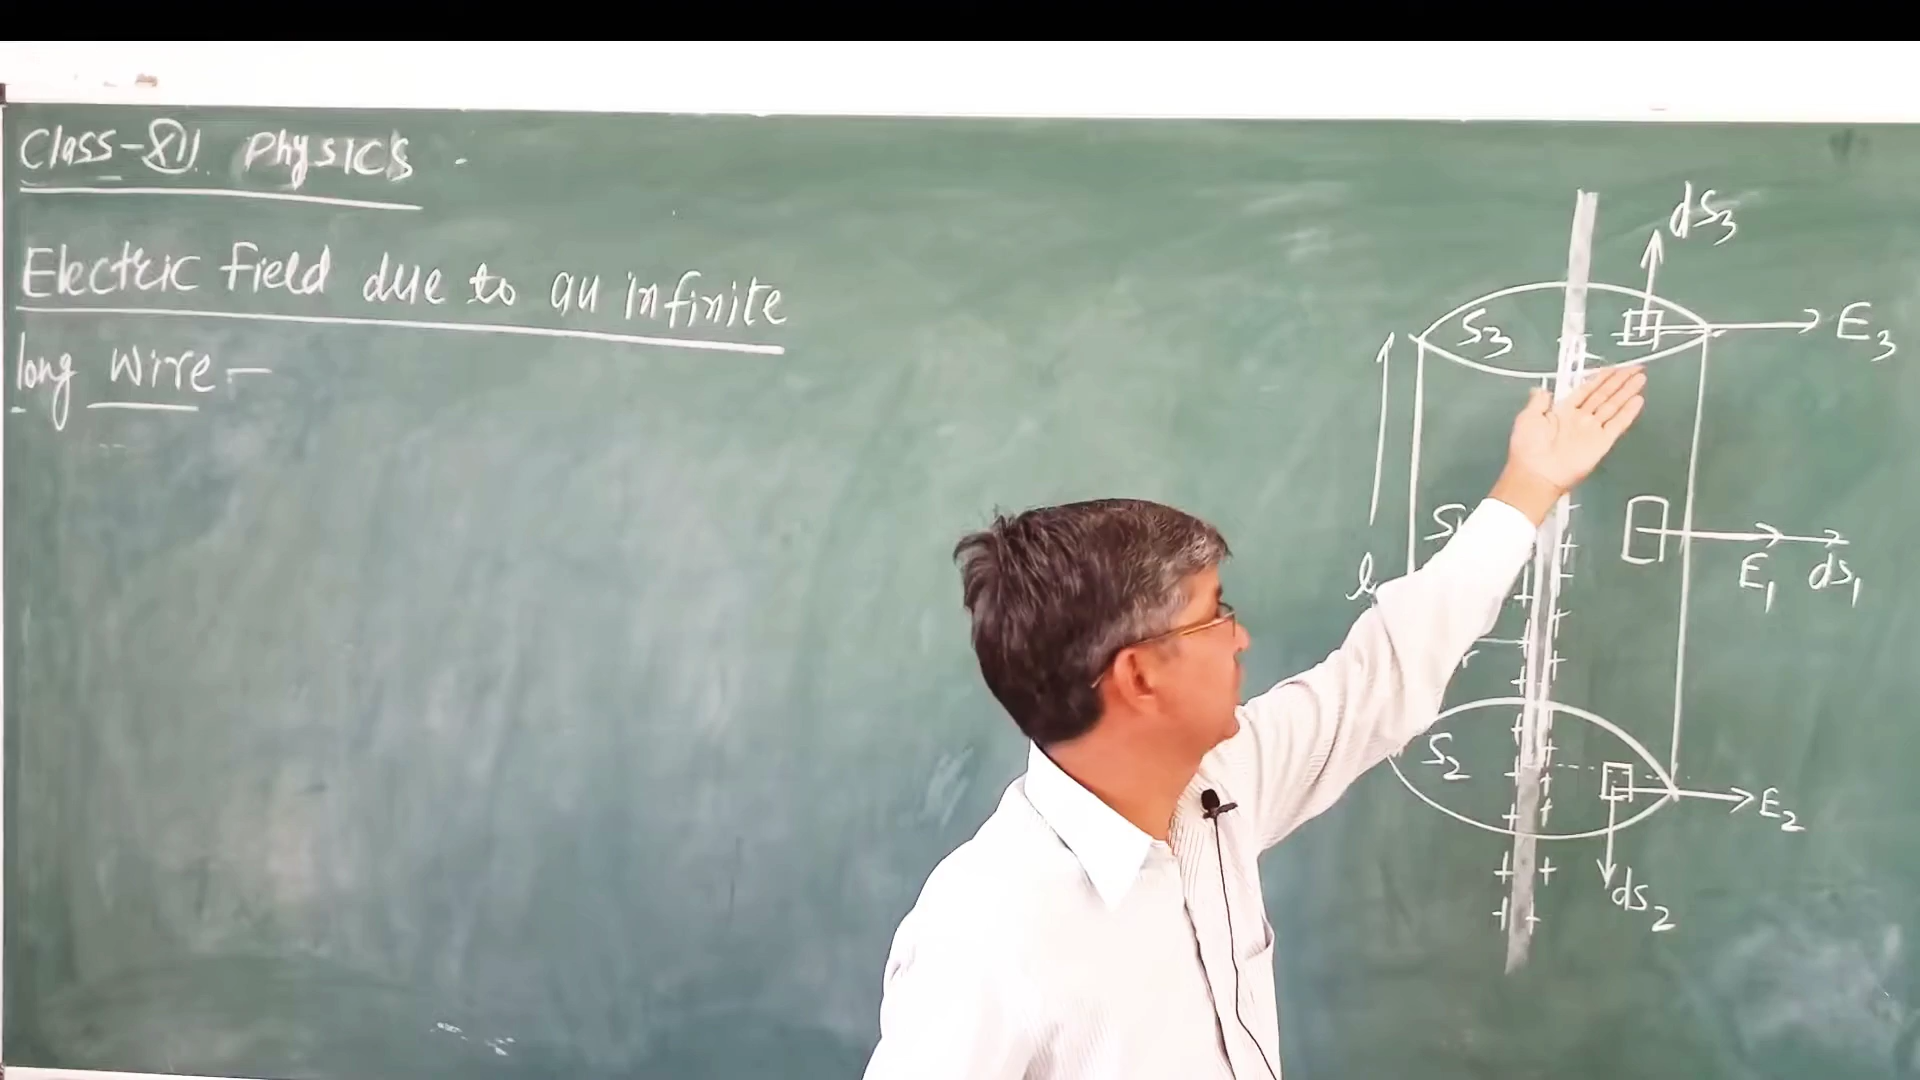 Class-XII Physics
Electric field due to an infinite
long wire-
dS3
S3
E3
l
E1 ds1
r
S2
E2
ds2